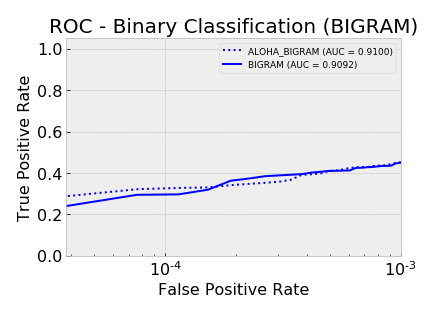 ROC - Binary Classification (BIGRAM)
ALOHA_BIGRAM (AUC = 0.9100)
BIGRAM (AUC = 0.9092)
True Positive Rate
1.0
0.8
0.6
0.4
0.2
0.0
10^-4
10^-3
False Positive Rate